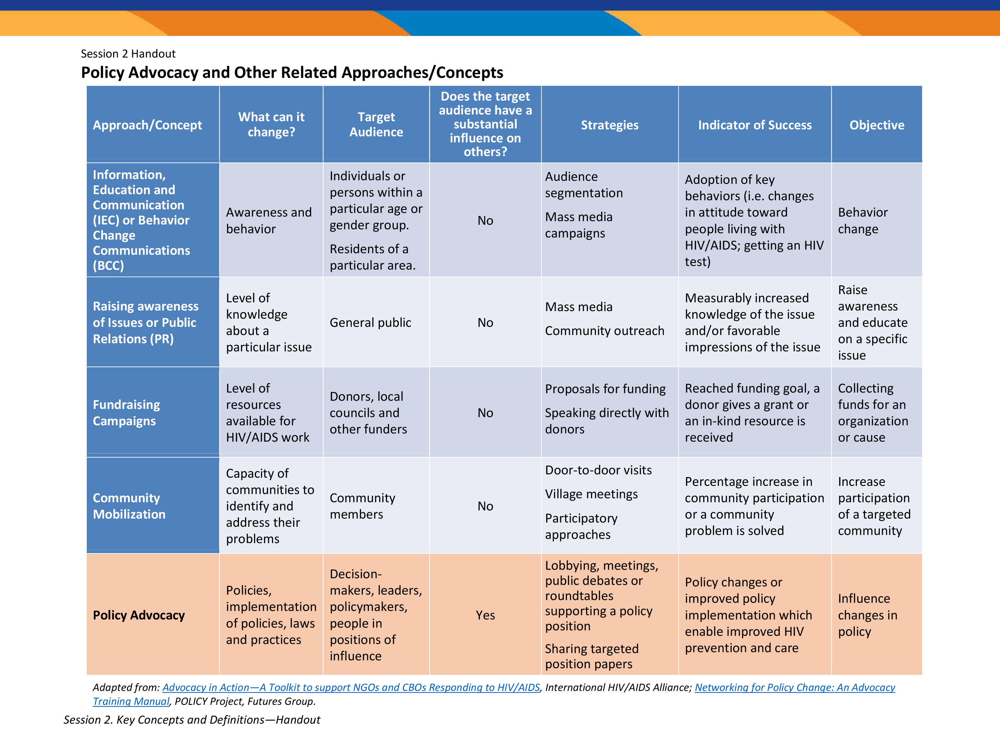 Session 2 Handout
Policy Advocacy and Other Related Approaches/Concepts
Approach/Concept
What can it
change?
Target
Audience
Does the target
audience have a
substantial
influence on
others?
Strategies
Indicator of Success
Objective
Information,
Education and
Communication
(IEC) or Behavior
Change
Communications
(BCC)
Awareness and
behavior
Individuals or
persons within a
particular age or
gender group.
Residents of a
particular area.
No
Audience
segmentation
Mass media
campaigns
Adoption of key
behaviors (i.e. changes
in attitude toward
people living with
HIV/AIDS; getting an HIV
test)
Behavior
change
Raising awareness
of Issues or Public
Relations (PR)
Level of
knowledge
about a
particular issue
General public
No
Mass media
Community outreach
Measurably increased
knowledge of the issue
and/or favorable
impressions of the issue
Raise
awareness
and educate
on a specific
issue
Fundraising
Campaigns
Level of
resources
available for
HIV/AIDS work
Donors, local
councils and
other funders
No
Proposals for funding
Speaking directly with
donors
Reached funding goal, a
donor gives a grant or
an in-kind resource is
received
Collecting
funds for an
organization
or cause
Community
Mobilization
Capacity of
communities to
identify and
address their
problems
Community
members
No
Door-to-door visits
Village meetings
Participatory
approaches
Percentage increase in
community participation
or a community
problem is solved
Increase
participation
of a targeted
community
Policy Advocacy
Policies,
implementation
of policies, laws
and practices
Decision-
makers, leaders,
policymakers,
people in
positions of
influence
Yes
Lobbying, meetings,
public debates or
roundtables
supporting a policy
position
Sharing targeted
position papers
Policy changes or
improved policy
implementation which
enable improved HIV
prevention and care
Influence
changes in
policy
Adapted from: Advocacy in Action—A Toolkit to support NGOs and CBOs Responding to HIV/AIDS, International HIV/AIDS Alliance; Networking for Policy Change: An Advocacy
Training Manual, POLICY Project, Futures Group.
Session 2. Key Concepts and Definitions—Handout